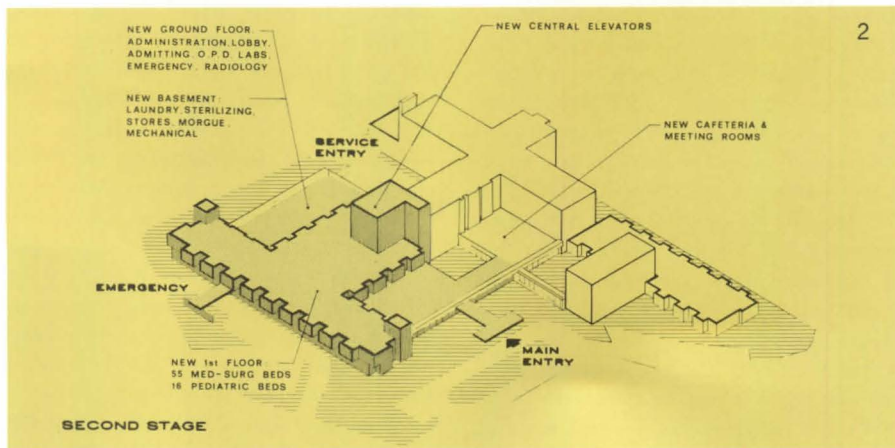 2
NEW GROUND FLOOR:
ADMINISTRATION, LOBBY,
ADMITTING, O.P.D. LABS,
EMERGENCY, RADIOLOGY
NEW BASEMENT:
LAUNDRY, STERILIZING,
STORES, MORGUE,
MECHANICAL
NEW CENTRAL ELEVATORS
NEW CAFETERIA &
MEETING ROOMS
SERVICE
ENTRY
EMERGENCY
MAIN
ENTRY
NEW 1st FLOOR
55 MED-SURG BEDS
16 PEDIATRIC BEDS
SECOND STAGE